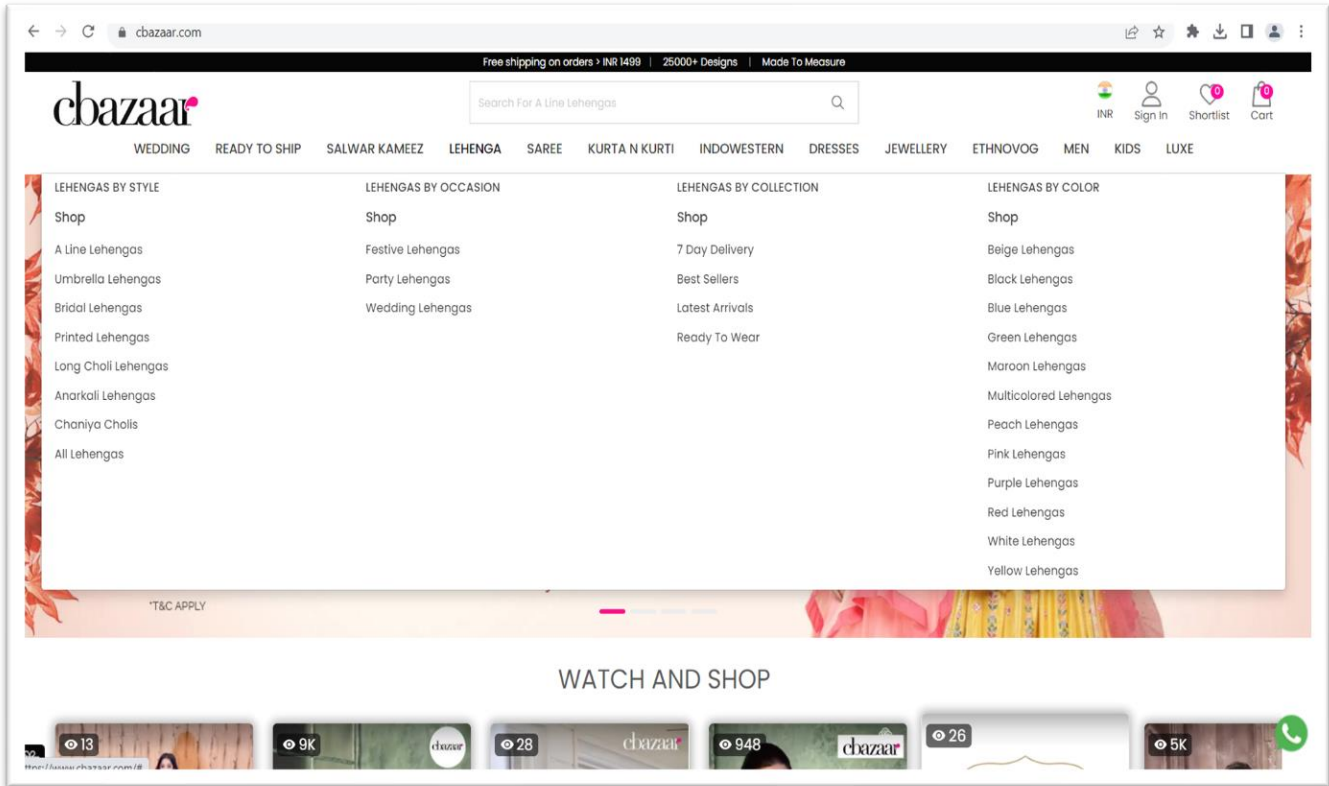 cbazaar.com
Free shipping on orders > INR 1499 | 25000+ Designs | Made To Measure
cbazaar
Search For A Line Lehengas
INR
Sign In
0
Shortlist
0
Cart
WEDDING READY TO SHIP SALWAR KAMEEZ LEHENGA SAREE KURTA N KURTI INDOWESTERN DRESSES JEWELLERY ETHNOVOG MEN KIDS LUXE
LEHENGAS BY STYLE
Shop
A Line Lehengas
Umbrella Lehengas
Bridal Lehengas
Printed Lehengas
Long Choli Lehengas
Anarkali Lehengas
Chaniya Cholis
All Lehengas
LEHENGAS BY OCCASION
Shop
Festive Lehengas
Party Lehengas
Wedding Lehengas
LEHENGAS BY COLLECTION
Shop
7 Day Delivery
Best Sellers
Latest Arrivals
Ready To Wear
LEHENGAS BY COLOR
Shop
Beige Lehengas
Black Lehengas
Blue Lehengas
Green Lehengas
Maroon Lehengas
Multicolored Lehengas
Peach Lehengas
Pink Lehengas
Purple Lehengas
Red Lehengas
White Lehengas
Yellow Lehengas
*T&C APPLY
WATCH AND SHOP
13
9K
cbazaar
28
cbazaar
948
cbazaar
26
5K